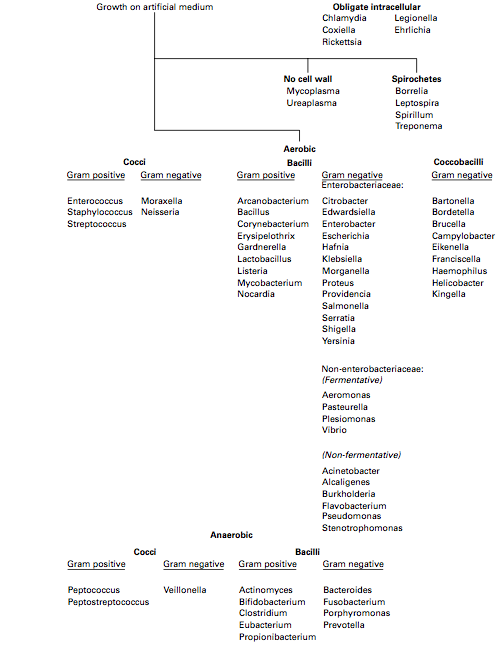 Growth on artificial medium
Obligate intracellular
Chlamydia Legionella
Coxiella Ehrlichia
Rickettsia
No cell wall
Mycoplasma
Ureaplasma
Spirochetes
Borrelia
Leptospira
Spirillum
Treponema
Aerobic
Cocci
Gram positive
Enterococcus
Staphylococcus
Streptococcus
Gram negative
Moraxella
Neisseria
Bacilli
Gram positive
Arcanobacterium
Bacillus
Corynebacterium
Erysipelothrix
Gardnerella
Lactobacillus
Listeria
Mycobacterium
Nocardia
Gram negative
Enterobacteriaceae:
Citrobacter
Edwardsiella
Enterobacter
Escherichia
Hafnia
Klebsiella
Morganella
Proteus
Providencia
Salmonella
Serratia
Shigella
Yersinia
Non-enterobacteriaceae:
(Fermentative)
Aeromonas
Pasteurella
Plesiomonas
Vibrio
(Non-fermentative)
Acinetobacter
Alcaligenes
Burkholderia
Flavobacterium
Pseudomonas
Stenotrophomonas
Coccobacilli
Gram negative
Bartonella
Bordetella
Brucella
Campylobacter
Eikenella
Franciscella
Haemophilus
Helicobacter
Kingella
Anaerobic
Cocci
Gram positive
Peptococcus
Peptostreptococcus
Gram negative
Veillonella
Bacilli
Gram positive
Actinomyces
Bifidobacterium
Clostridium
Eubacterium
Propionibacterium
Gram negative
Bacteroides
Fusobacterium
Porphyromonas
Prevotella